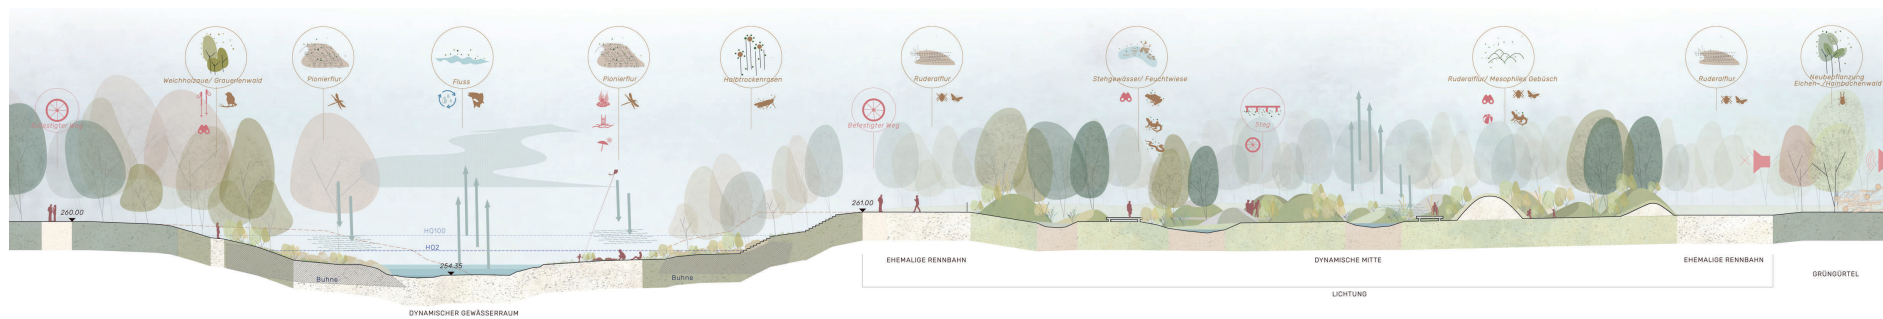 Weichholzaue/ Grauerlenwald
Pionierflur
Fluss
Pionierflur
Halbtrockenrasen
Ruderalflur
Stehgewässer/ Feuchtwiese
Ruderalflur/ Mesophiles Gebüsch
Ruderalflur
Neubepflanzung
Eichen- /Hainbuchenwald
Befestigter Weg
Befestigter Weg
Steg
260.00
261.00
HQ100
HQ2
254.35
Buhne
Buhne
EHEMALIGE RENNBAHN
DYNAMISCHE MITTE
EHEMALIGE RENNBAHN
GRÜNGÜRTEL
LICHTUNG
DYNAMISCHER GEWÄSSERRAUM